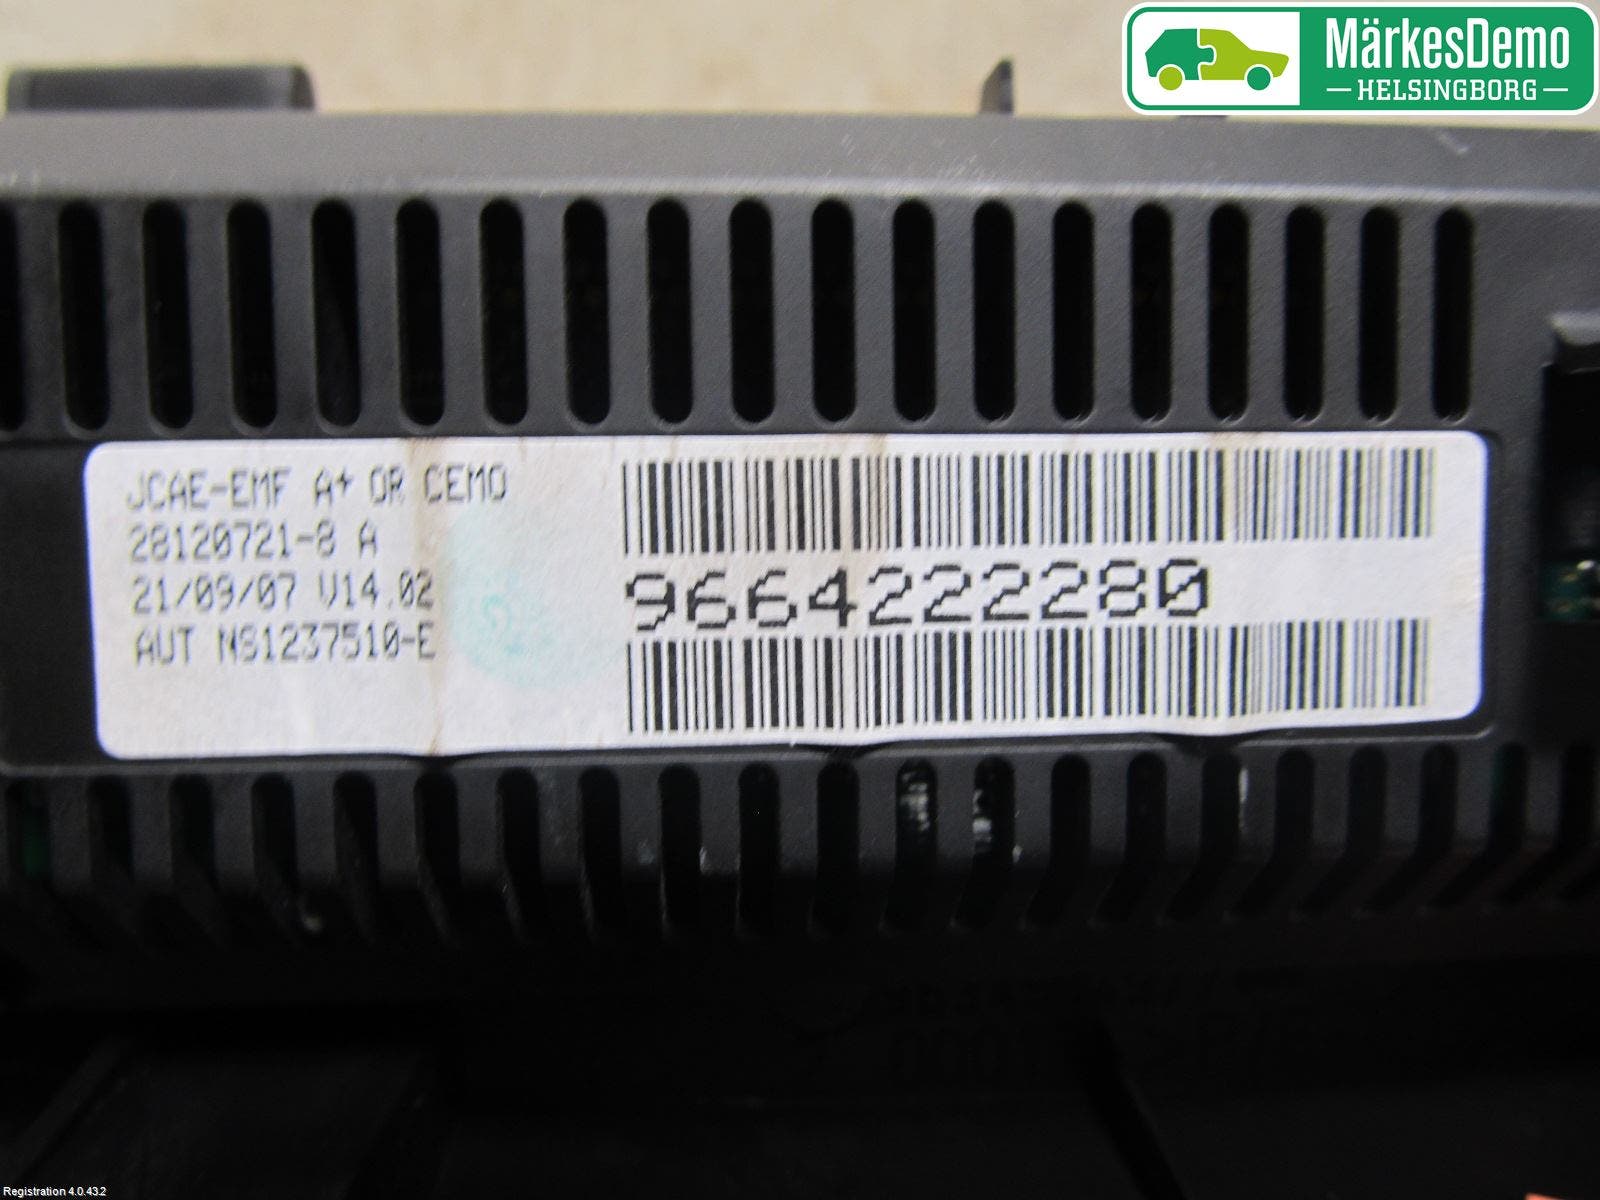 MärkesDemo
HELSINGBORG
JCAE-EMF A+ OR CEMO
28120721-8 A
21/09/07 V14.02
AUT NS1237510-E
9664222280
Registration 4.0.43.2